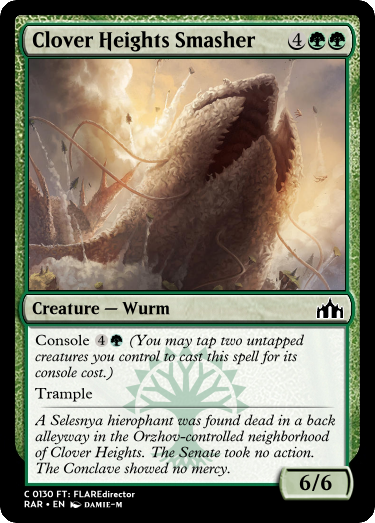 Clover Heights Smasher 4
Creature — Wurm
Console 4 (You may tap two untapped
creatures you control to cast this spell for its
console cost.)
Trample
A Selesnya hierophant was found dead in a back
alleyway in the Orzhov-controlled neighborhood
of Clover Heights. The Senate took no action.
The Conclave showed no mercy.
6/6
C 0130 FT: FLAREdirector
RAR • EN DAMIE-M